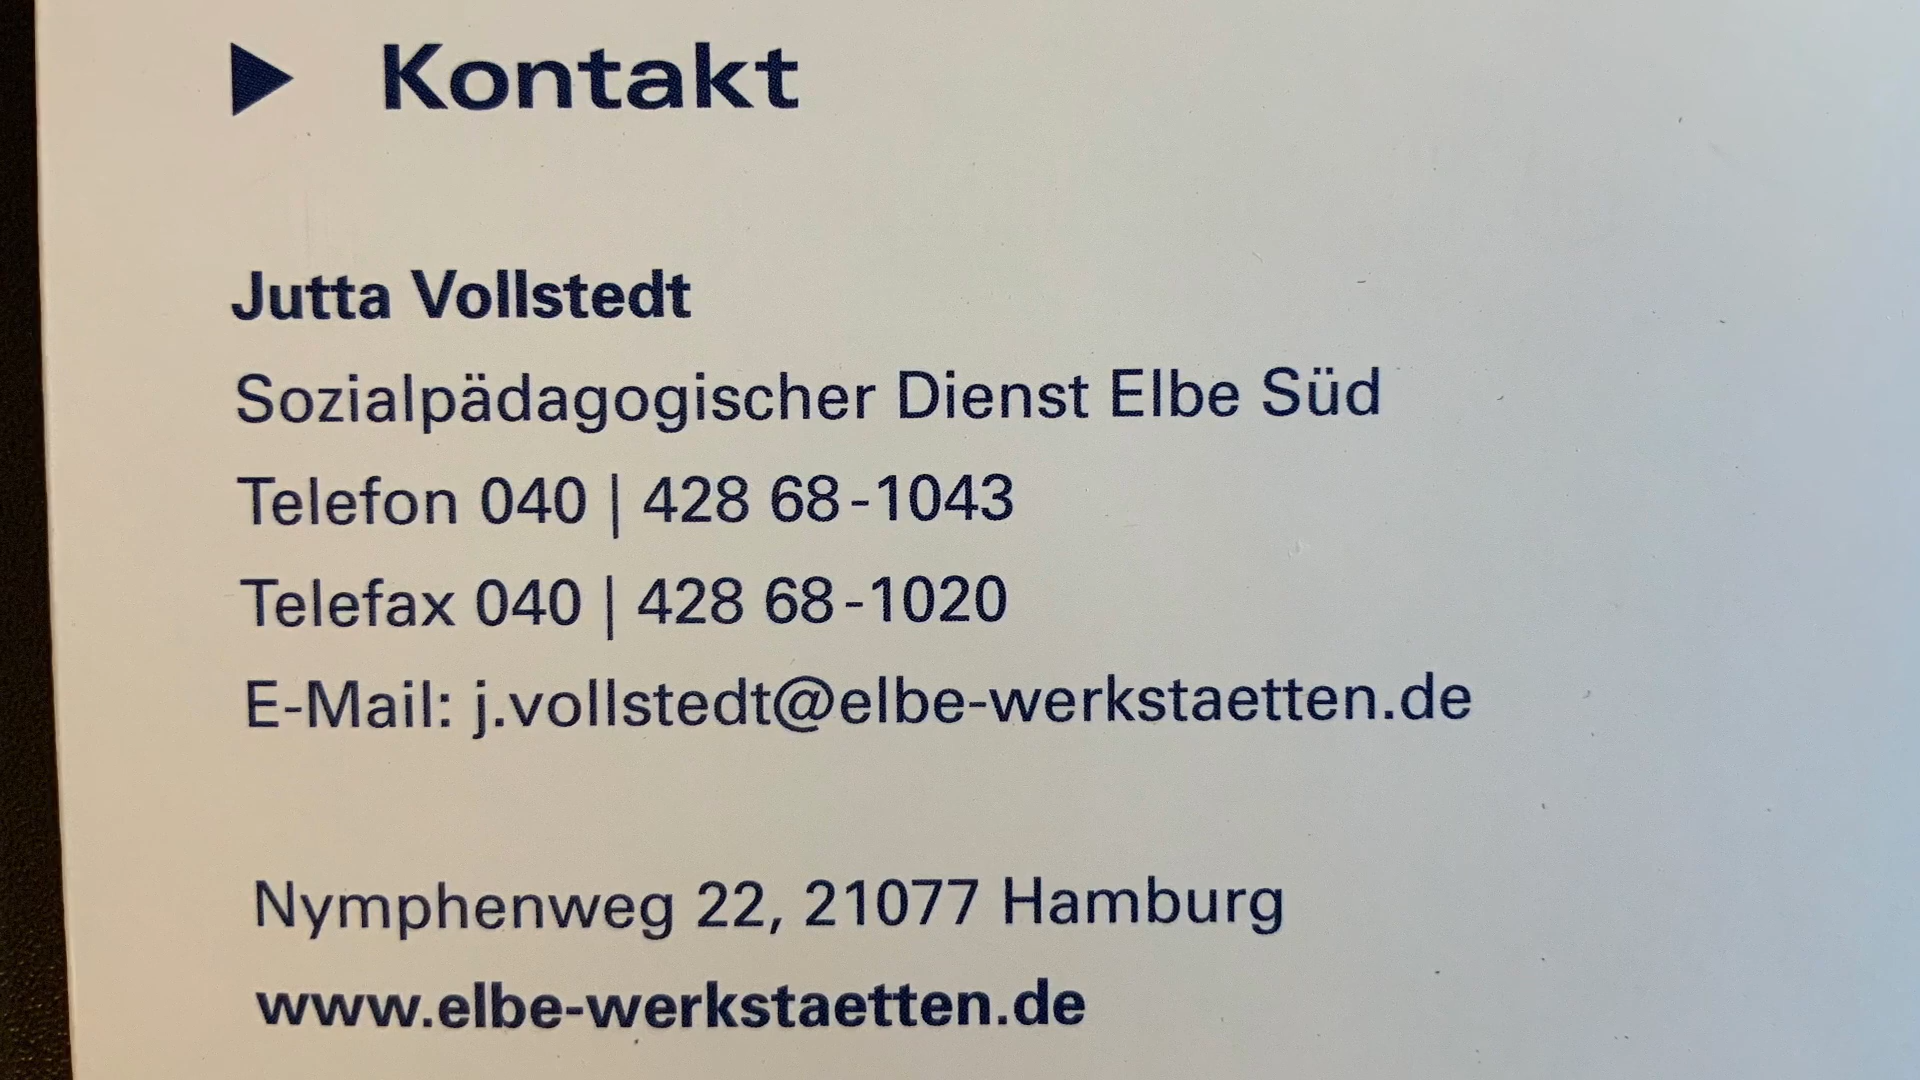 ▶ Kontakt
Jutta Vollstedt
Sozialpädagogischer Dienst Elbe Süd
Telefon 040 | 428 68-1043
Telefax 040 | 428 68-1020
E-Mail: j.vollstedt@elbe-werkstaetten.de
Nymphenweg 22, 21077 Hamburg
www.elbe-werkstaetten.de